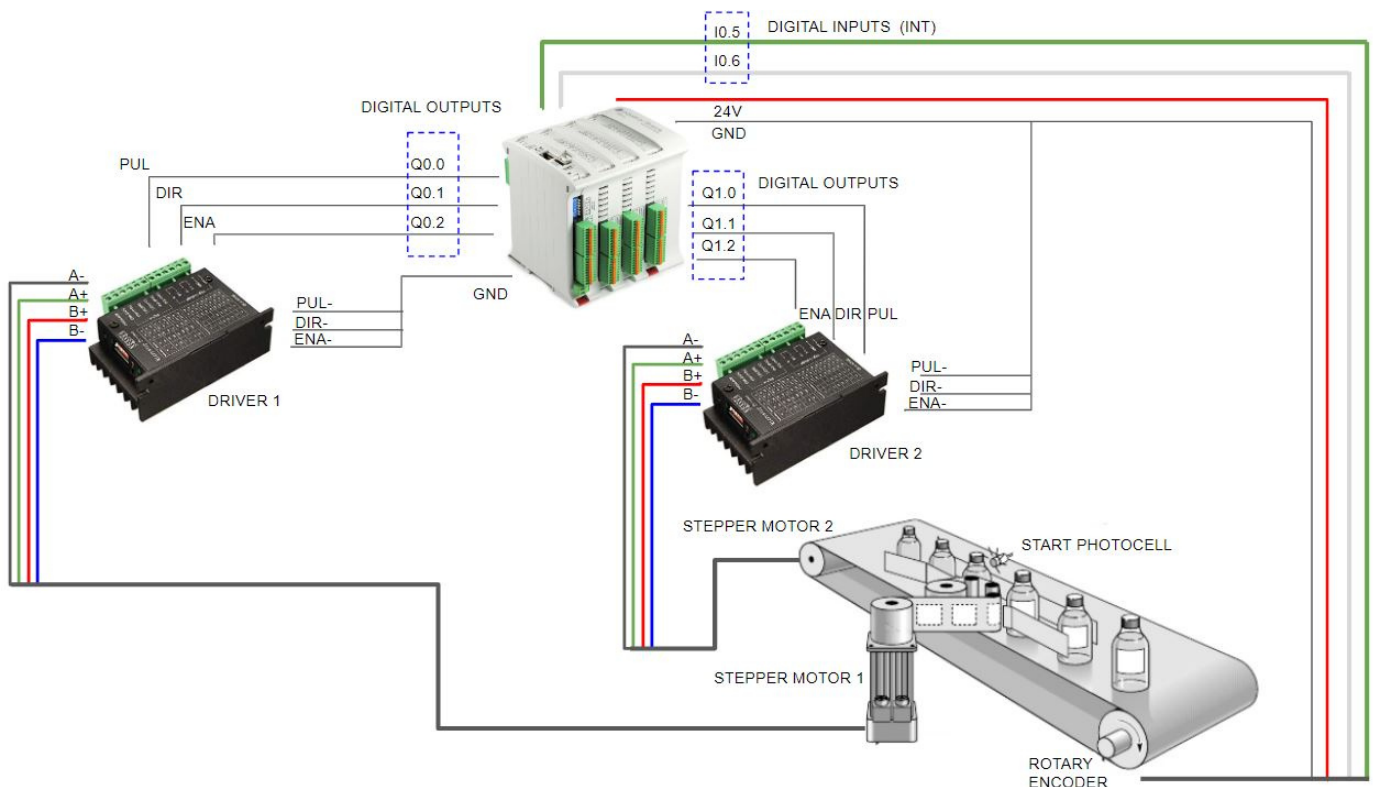 I0.5
DIGITAL INPUTS (INT)
I0.6
24V
GND
DIGITAL OUTPUTS
PUL
Q0.0
DIR
Q0.1
ENA
Q0.2
GND
DIGITAL OUTPUTS
Q1.0
Q1.1
Q1.2
A-
A+
B+
B-
PUL-
DIR-
ENA-
DRIVER 1
ENA DIR PUL
A-
A+
B+
B-
PUL-
DIR-
ENA-
DRIVER 2
STEPPER MOTOR 2
START PHOTOCELL
STEPPER MOTOR 1
ROTARY
ENCODER